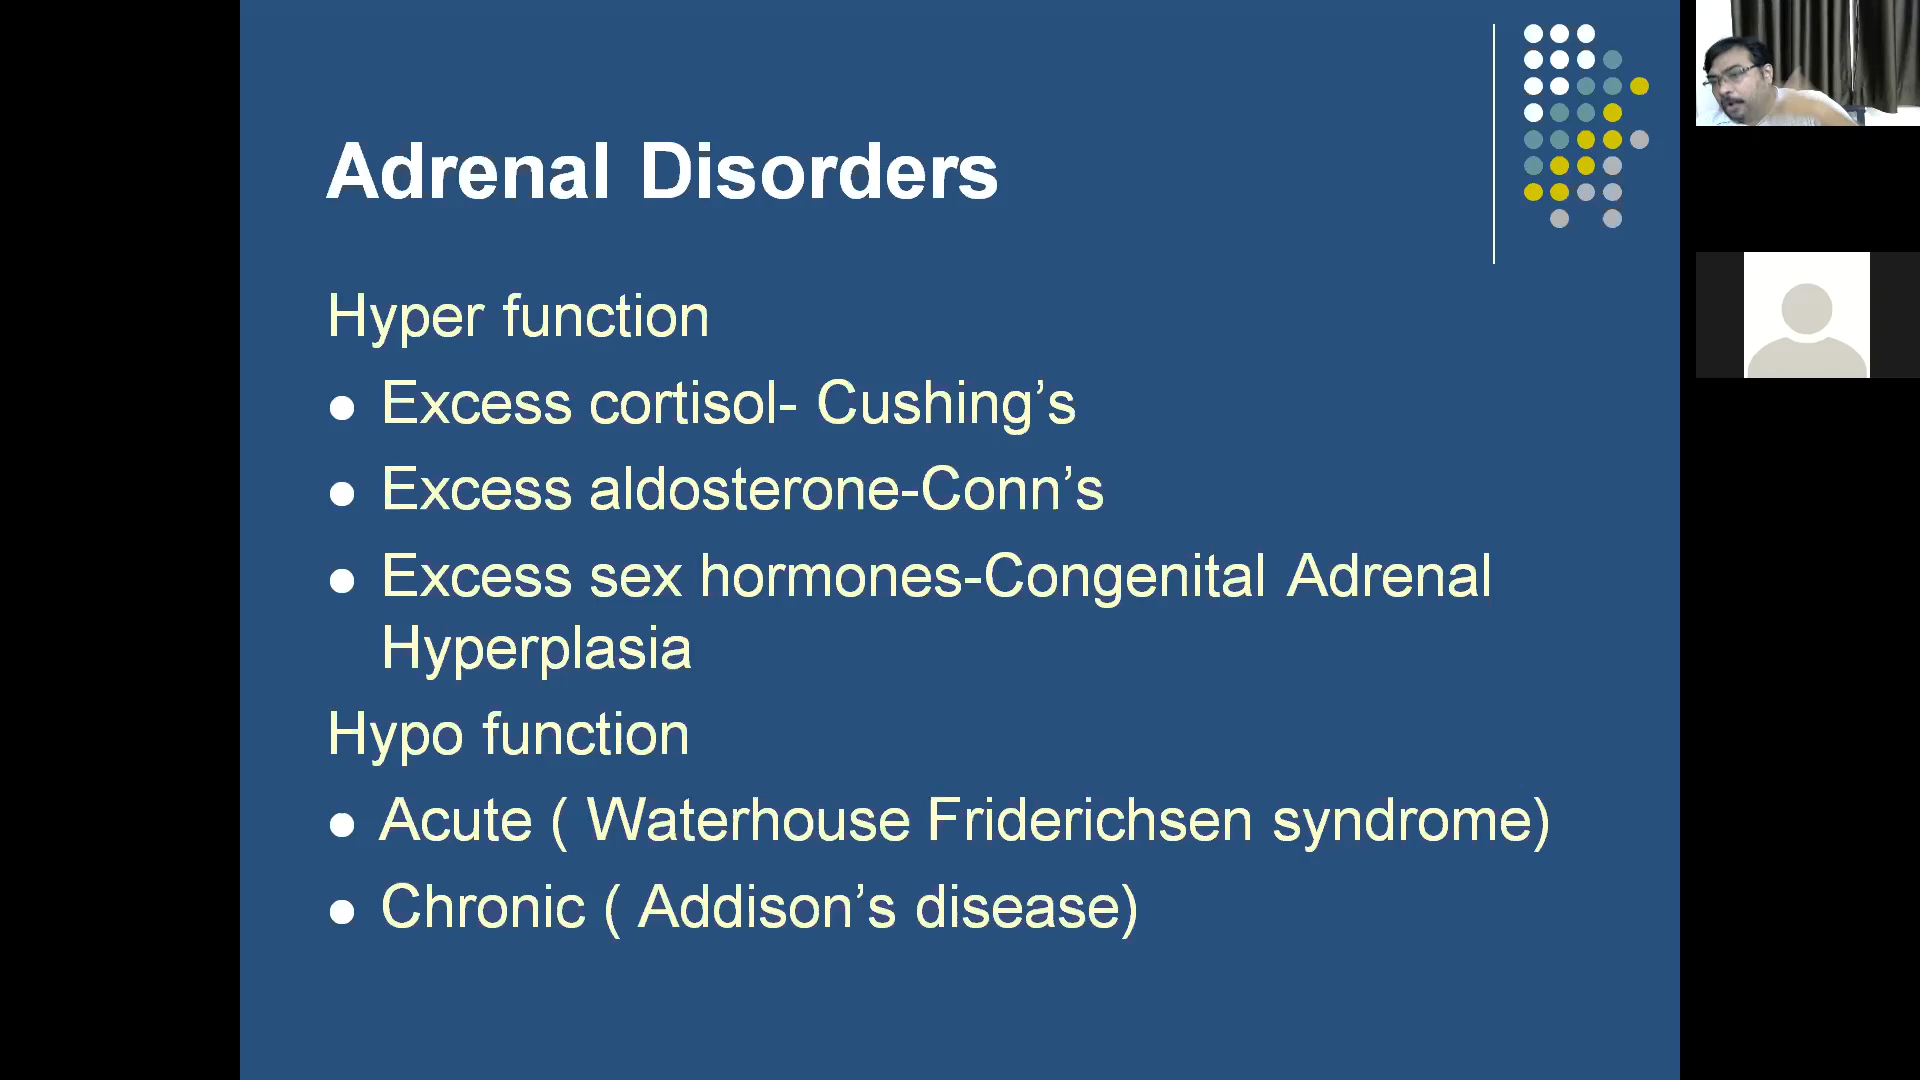 Adrenal Disorders
Hyper function
● Excess cortisol- Cushing’s
● Excess aldosterone-Conn’s
● Excess sex hormones-Congenital Adrenal
Hyperplasia
Hypo function
● Acute ( Waterhouse Friderichsen syndrome)
● Chronic ( Addison’s disease)